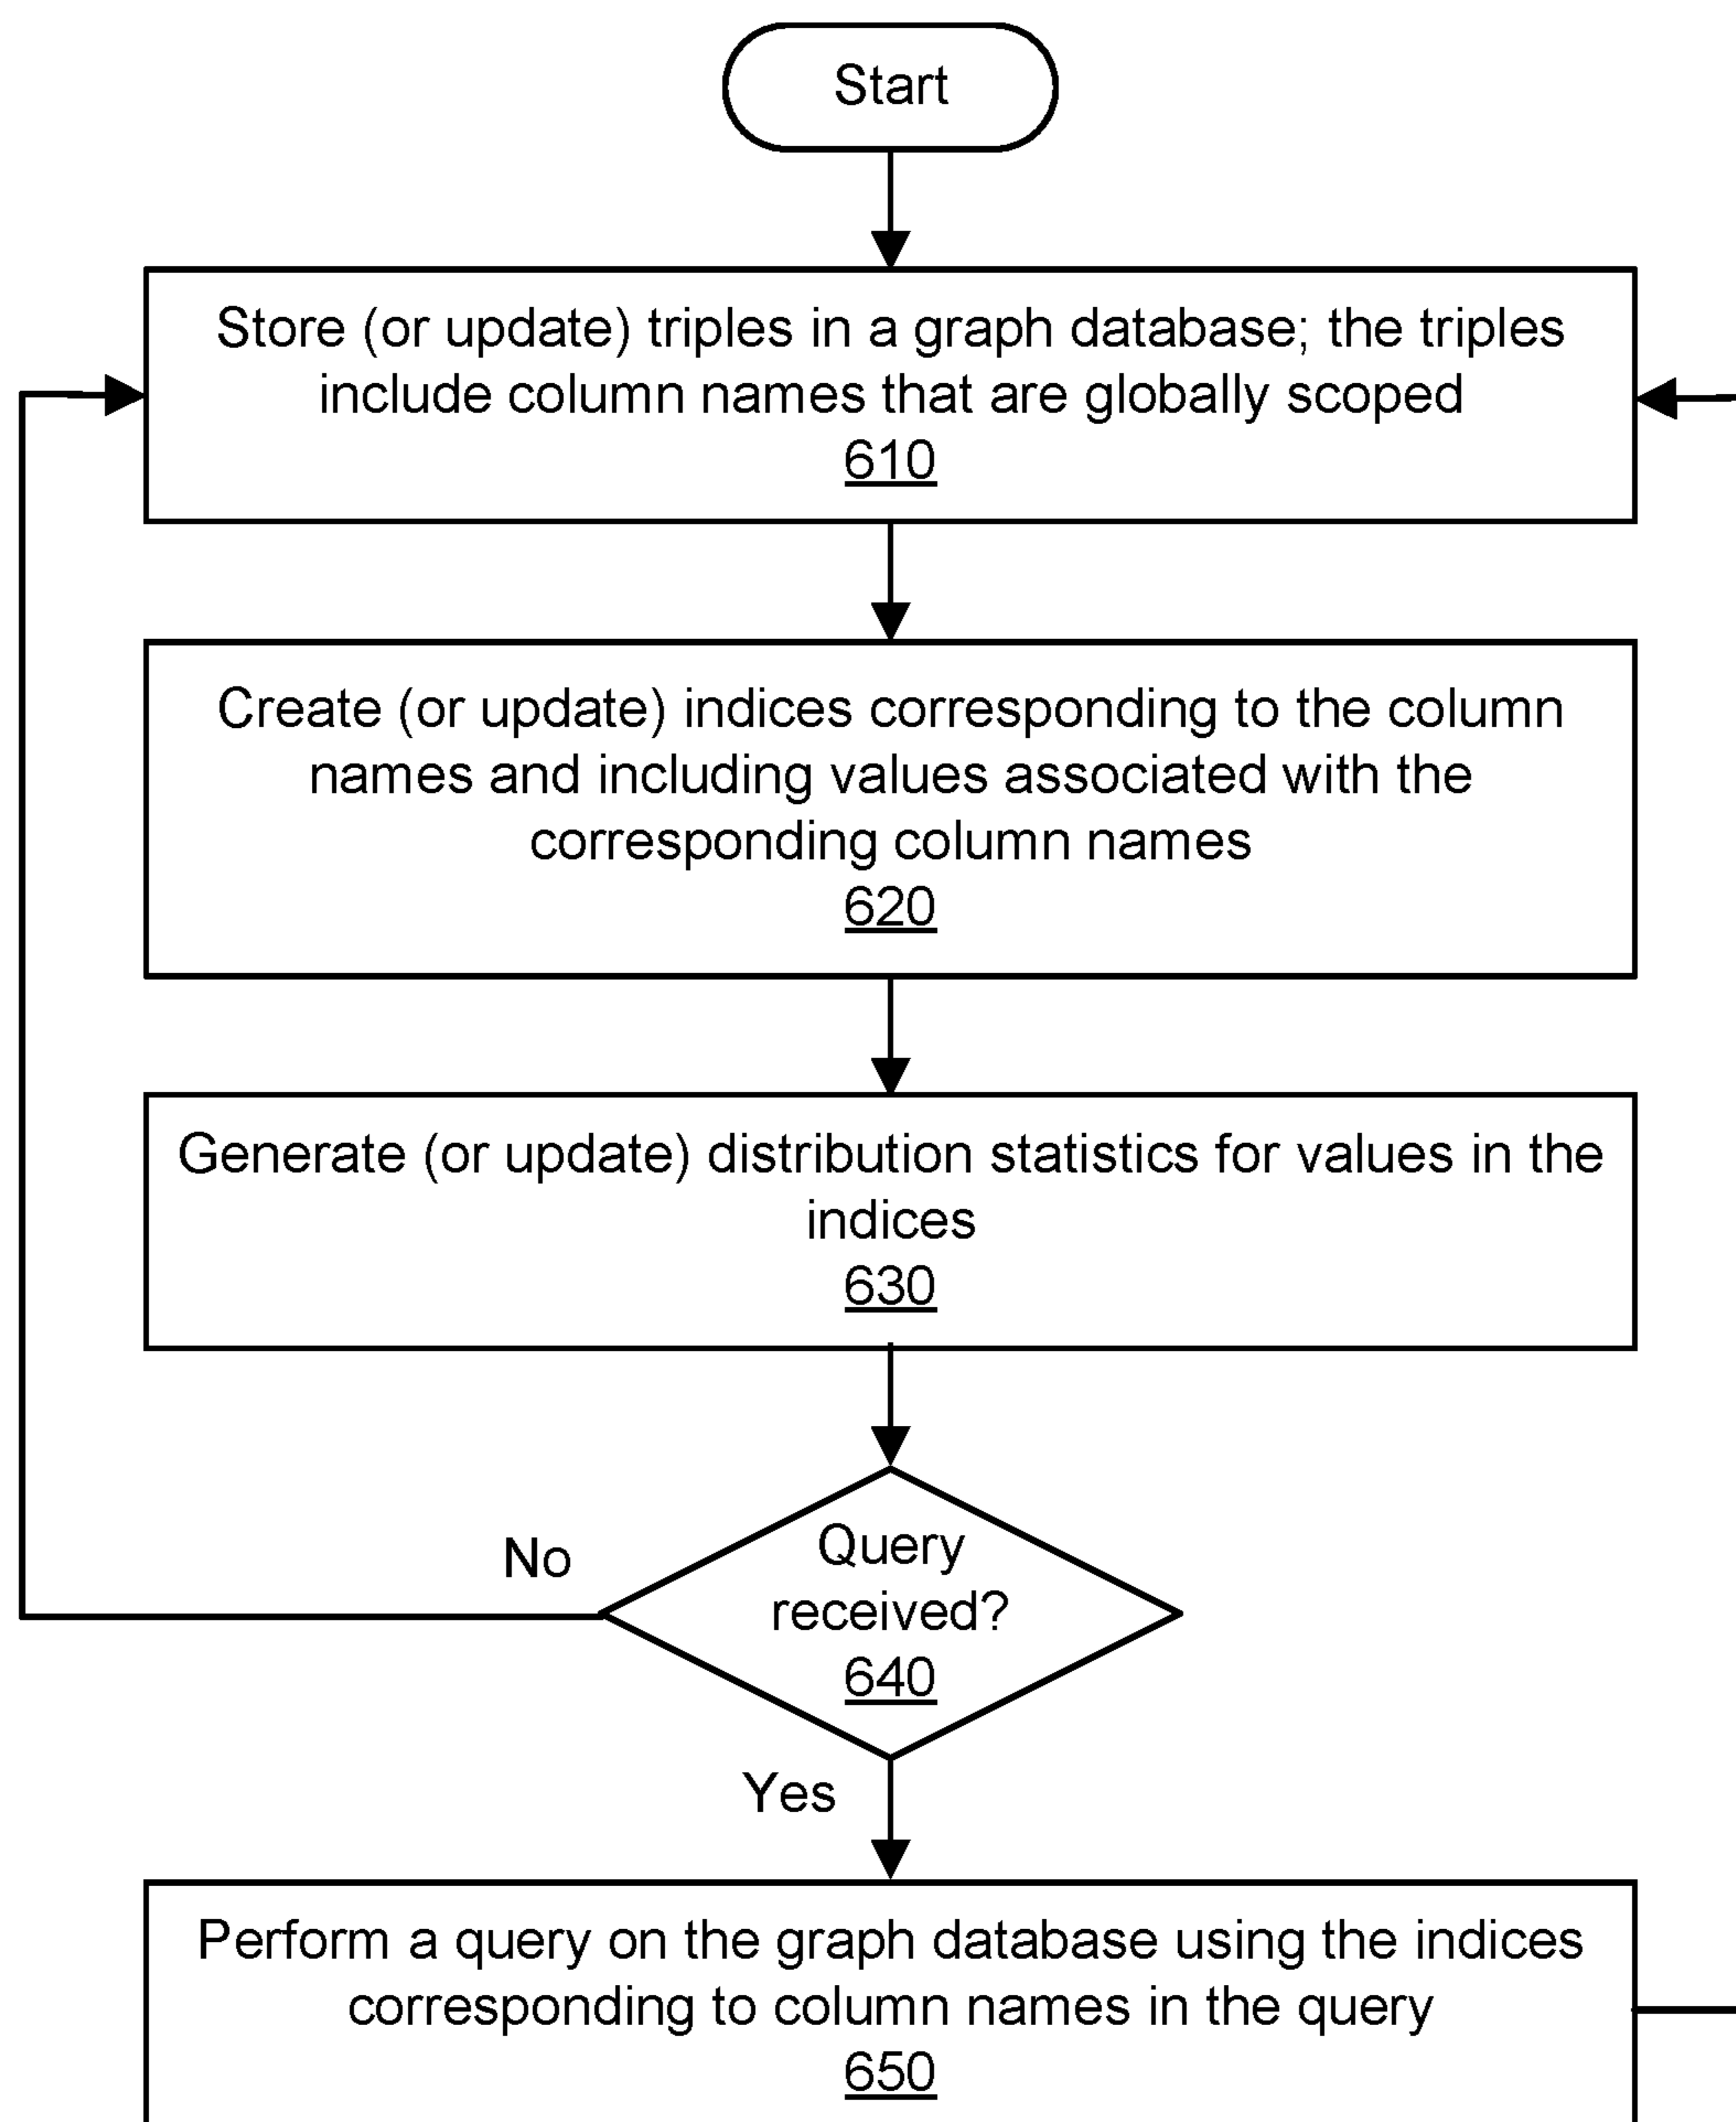 Start
Store (or update) triples in a graph database; the triples
include column names that are globally scoped
610
Create (or update) indices corresponding to the column
names and including values associated with the
corresponding column names
620
Generate (or update) distribution statistics for values in the
indices
630
Query
received?
640
No
Yes
Perform a query on the graph database using the indices
corresponding to column names in the query
650